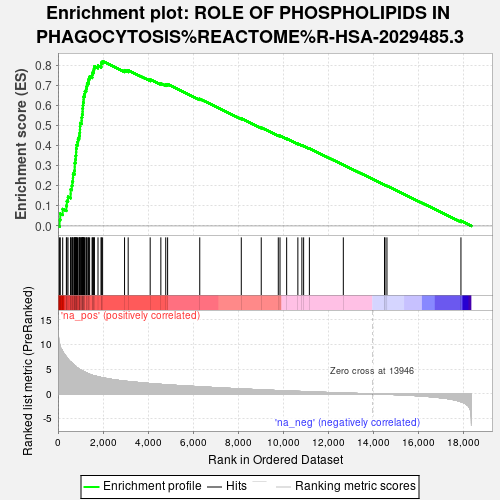 Enrichment plot: ROLE OF PHOSPHOLIPIDS IN
PHAGOCYTOSIS%REACTOME%R-HSA-2029485.3
Enrichment score (ES)
0.8
0.7
0.6
0.5
0.4
0.3
0.2
0.1
0.0
Ranked list metric (PreRanked)
15
10
5
0
-5
'na_pos' (positively correlated)
Zero cross at 13946
'na_neg' (negatively correlated)
0
2,000
4,000
6,000
8,000
10,000
12,000
14,000
16,000
18,000
Rank in Ordered Dataset
Enrichment profile
Hits
Ranking metric scores